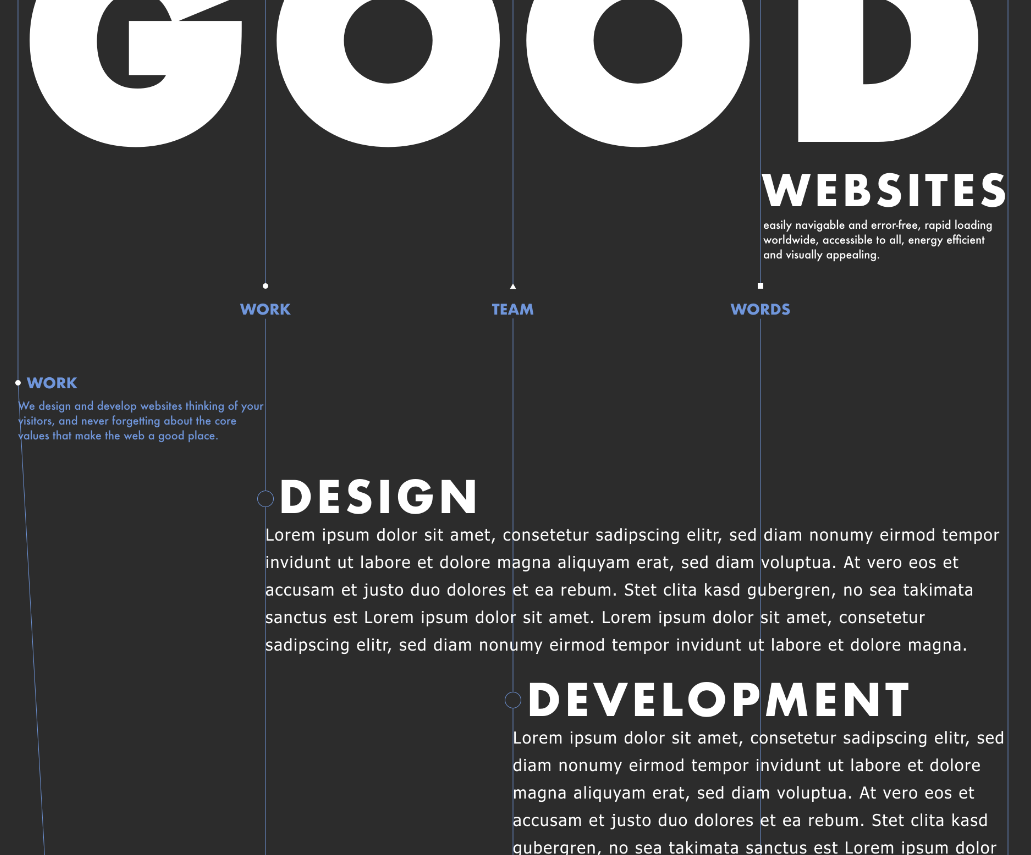 GOOD
WEBSITES
easily navigable and error-free, rapid loading
worldwide, accessible to all, energy efficient
and visually appealing.
WORK
TEAM
WORDS
WORK
We design and develop websites thinking of your
visitors, and never forgetting about the core
values that make the web a good place.
DESIGN
Lorem ipsum dolor sit amet, consetetur sadipscing elitr, sed diam nonumy eirmod tempor
invidunt ut labore et dolore magna aliquyam erat, sed diam voluptua. At vero eos et
accusam et justo duo dolores et ea rebum. Stet clita kasd gubergren, no sea takimata
sanctus est Lorem ipsum dolor sit amet. Lorem ipsum dolor sit amet, consetetur
sadipscing elitr, sed diam nonumy eirmod tempor invidunt ut labore et dolore magna.
DEVELOPMENT
Lorem ipsum dolor sit amet, consetetur sadipscing elitr, sed
diam nonumy eirmod tempor invidunt ut labore et dolore
magna aliquyam erat, sed diam voluptua. At vero eos et
accusam et justo duo dolores et ea rebum. Stet clita kasd
gubergren, no sea takimata sanctus est Lorem ipsum dolor